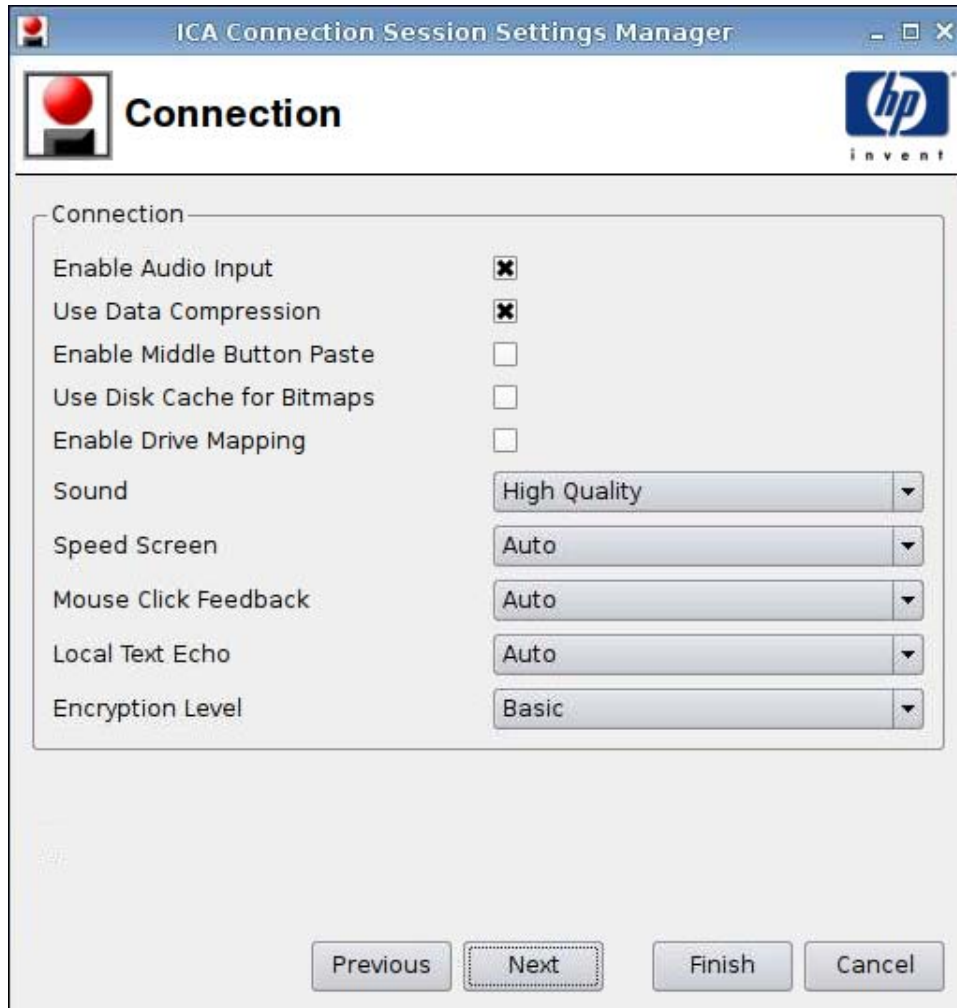 ICA Connection Session Settings Manager
Connection
hp
invent
Connection
Enable Audio Input
Use Data Compression
Enable Middle Button Paste
Use Disk Cache for Bitmaps
Enable Drive Mapping
Sound High Quality
Speed Screen Auto
Mouse Click Feedback Auto
Local Text Echo Auto
Encryption Level Basic
Previous Next Finish Cancel